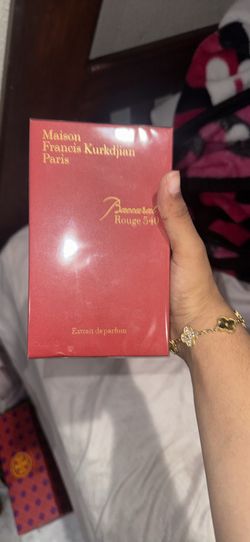 Maison
Francis Kurkdjian
Paris
Baccarat
Rouge 540
Extrait de parfum